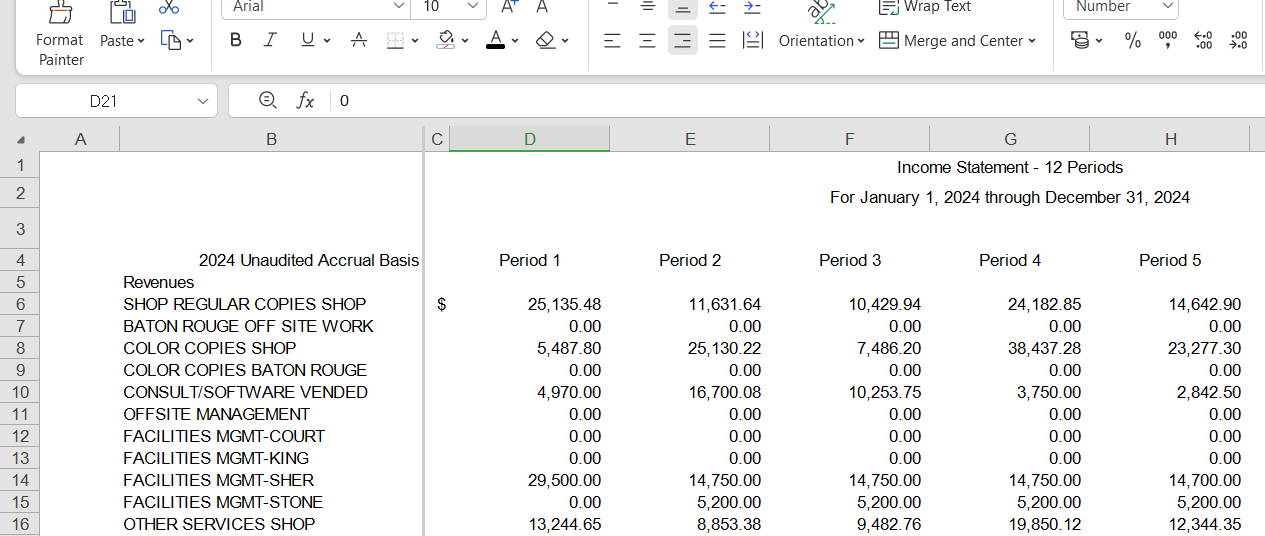 Arial 10 A+ A Wrap Text Number
Format Painter Paste B I U A A Orientation Merge and Center % 000 .00 .00
D21 fx 0
A B C D E F G H
1 Income Statement - 12 Periods
2 For January 1, 2024 through December 31, 2024
3
4 2024 Unaudited Accrual Basis Period 1 Period 2 Period 3 Period 4 Period 5
5 Revenues
6 SHOP REGULAR COPIES SHOP $ 25,135.48 11,631.64 10,429.94 24,182.85 14,642.90
7 BATON ROUGE OFF SITE WORK 0.00 0.00 0.00 0.00 0.00
8 COLOR COPIES SHOP 5,487.80 25,130.22 7,486.20 38,437.28 23,277.30
9 COLOR COPIES BATON ROUGE 0.00 0.00 0.00 0.00 0.00
10 CONSULT/SOFTWARE VENDED 4,970.00 16,700.08 10,253.75 3,750.00 2,842.50
11 OFFSITE MANAGEMENT 0.00 0.00 0.00 0.00 0.00
12 FACILITIES MGMT-COURT 0.00 0.00 0.00 0.00 0.00
13 FACILITIES MGMT-KING 0.00 0.00 0.00 0.00 0.00
14 FACILITIES MGMT-SHER 29,500.00 14,750.00 14,750.00 14,750.00 14,700.00
15 FACILITIES MGMT-STONE 0.00 5,200.00 5,200.00 5,200.00 5,200.00
16 OTHER SERVICES SHOP 13,244.65 8,853.38 9,482.76 19,850.12 12,344.35